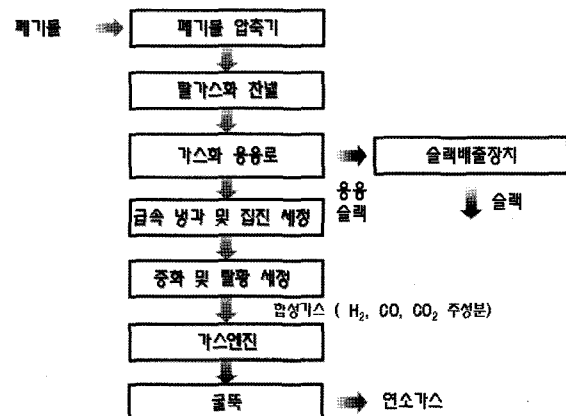 폐기물
폐기물 압축기
탈가스화 찬넬
가스화 용융로
슬랙배출장치
용융
슬랙
슬랙
급속 냉각 및 집진 세정
중화 및 탈황 세정
합성가스 ( H₂, CO, CO₂ 주성분)
가스엔진
굴뚝
연소가스